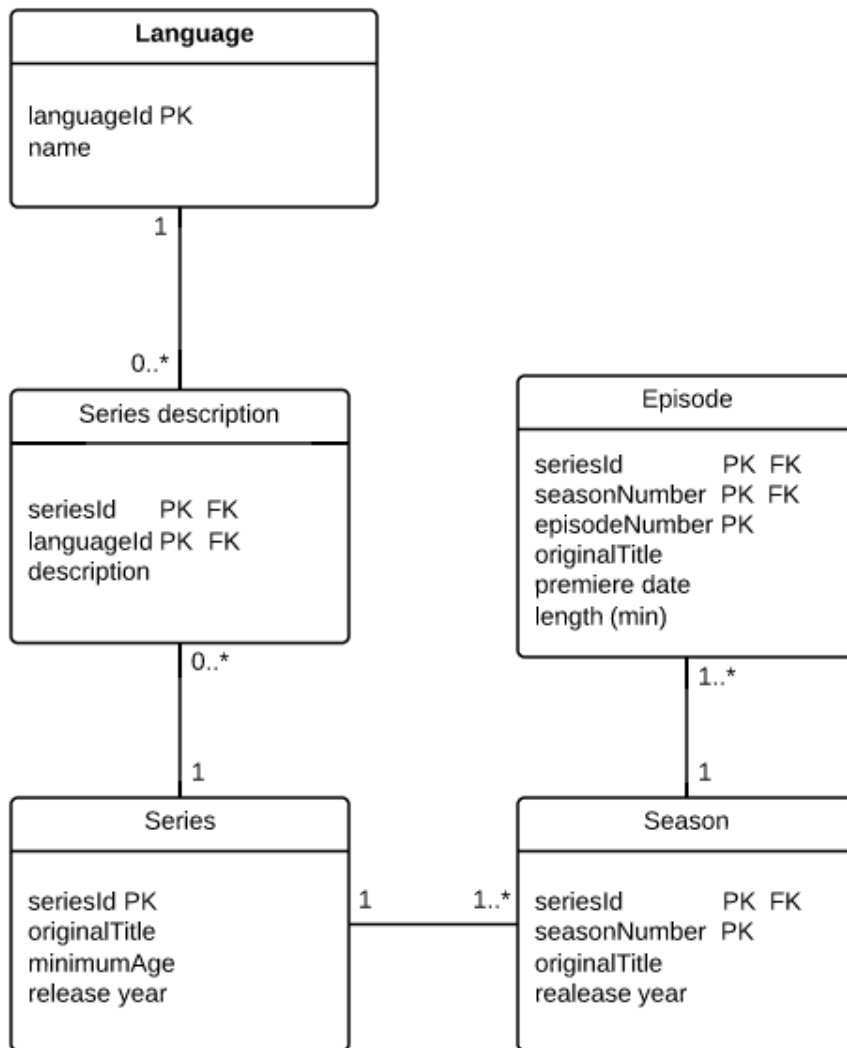 Language
languageId PK
name
1
0..*
Series description
seriesId PK FK
languageId PK FK
description
0..*
1
Episode
seriesId PK FK
seasonNumber PK FK
episodeNumber PK
originalTitle
premiere date
length (min)
1..*
1
Series
seriesId PK
originalTitle
minimumAge
release year
1
1..*
Season
seriesId PK FK
seasonNumber PK
originalTitle
realease year